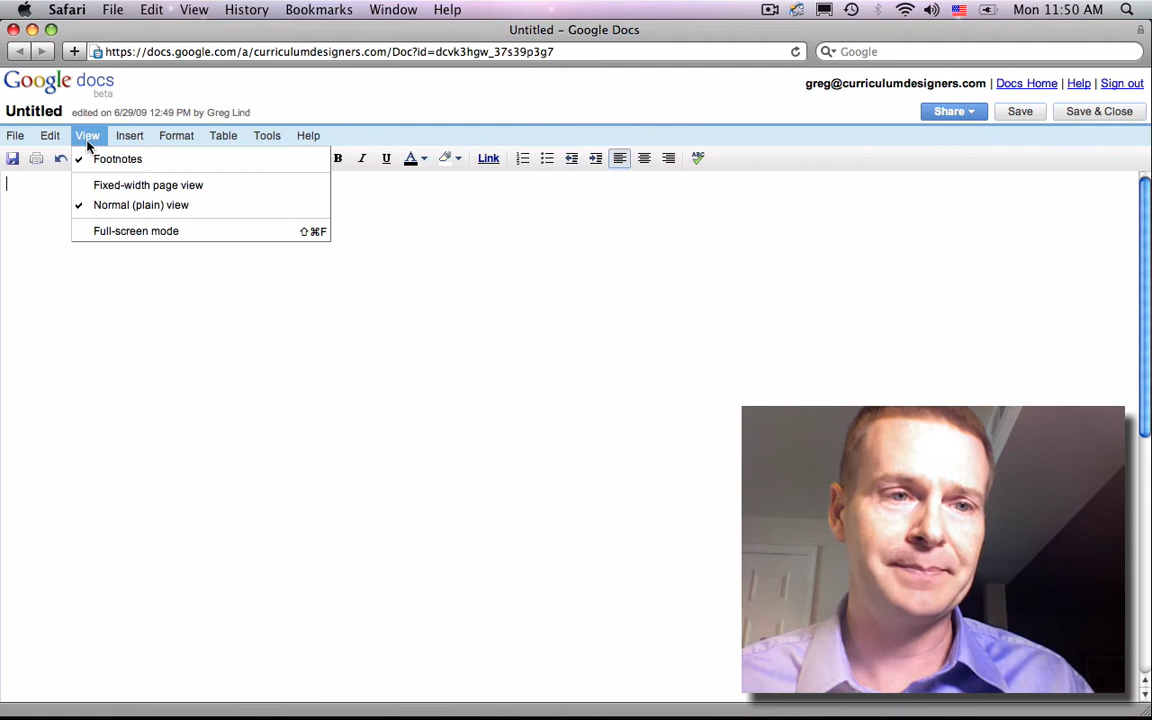 Safari File Edit View History Bookmarks Window Help Mon 11:50 AM
Untitled – Google Docs
https://docs.google.com/a/curriculumdesigners.com/Doc?id=dcvk3hgw_37s39p3g7 Google
Google docs beta greg@curriculumdesigners.com | Docs Home | Help | Sign out
Untitled edited on 6/29/09 12:49 PM by Greg Lind Share Save Save & Close
File Edit View Insert Format Table Tools Help
B I U A Link
✓ Footnotes
Fixed-width page view
✓ Normal (plain) view
Full-screen mode ⇧⌘F